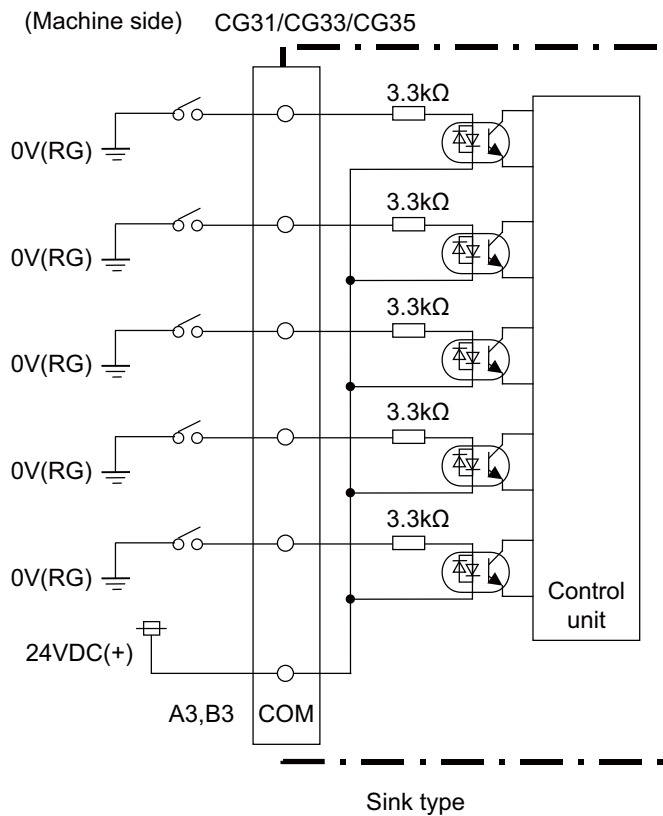 (Machine side) CG31/CG33/CG35
3.3kΩ
0V(RG)
3.3kΩ
0V(RG)
3.3kΩ
0V(RG)
3.3kΩ
0V(RG)
3.3kΩ
0V(RG)
Control
unit
24VDC(+)
A3,B3 COM
Sink type